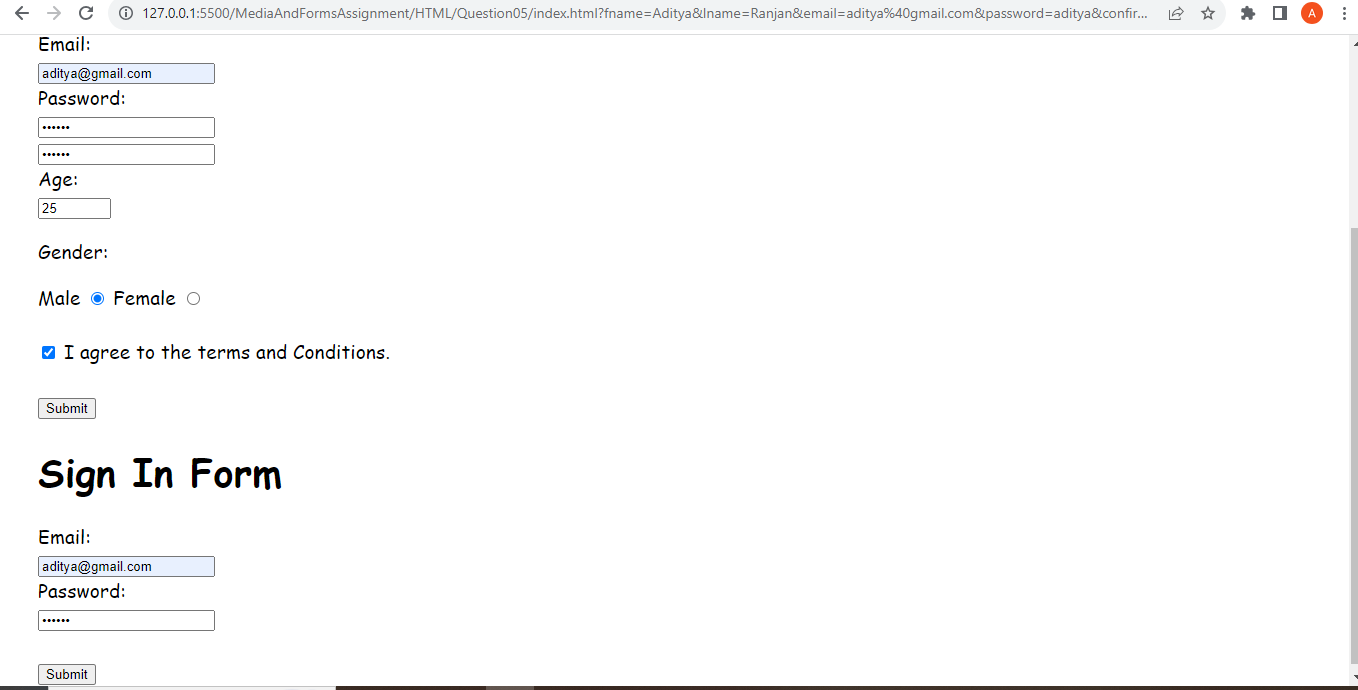 127.0.0.1:5500/MediaAndFormsAssignment/HTML/Question05/index.html?fname=Aditya&lname=Ranjan&email=aditya%40gmail.com&password=aditya&confir...
A
Email:
aditya@gmail.com
Password:
••••••
••••••
Age:
25
Gender:
Male Female
I agree to the terms and Conditions.
Submit
Sign In Form
Email:
aditya@gmail.com
Password:
••••••
Submit